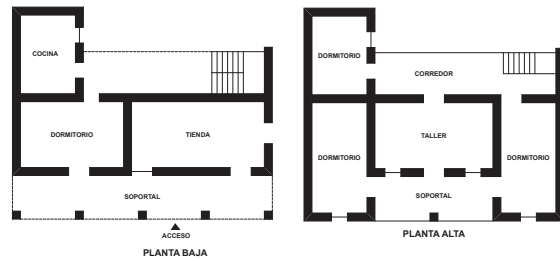 COCINA
DORMITORIO
TIENDA
SOPORTAL
ACCESO
PLANTA BAJA
DORMITORIO
CORREDOR
TALLER
DORMITORIO
DORMITORIO
SOPORTAL
PLANTA ALTA